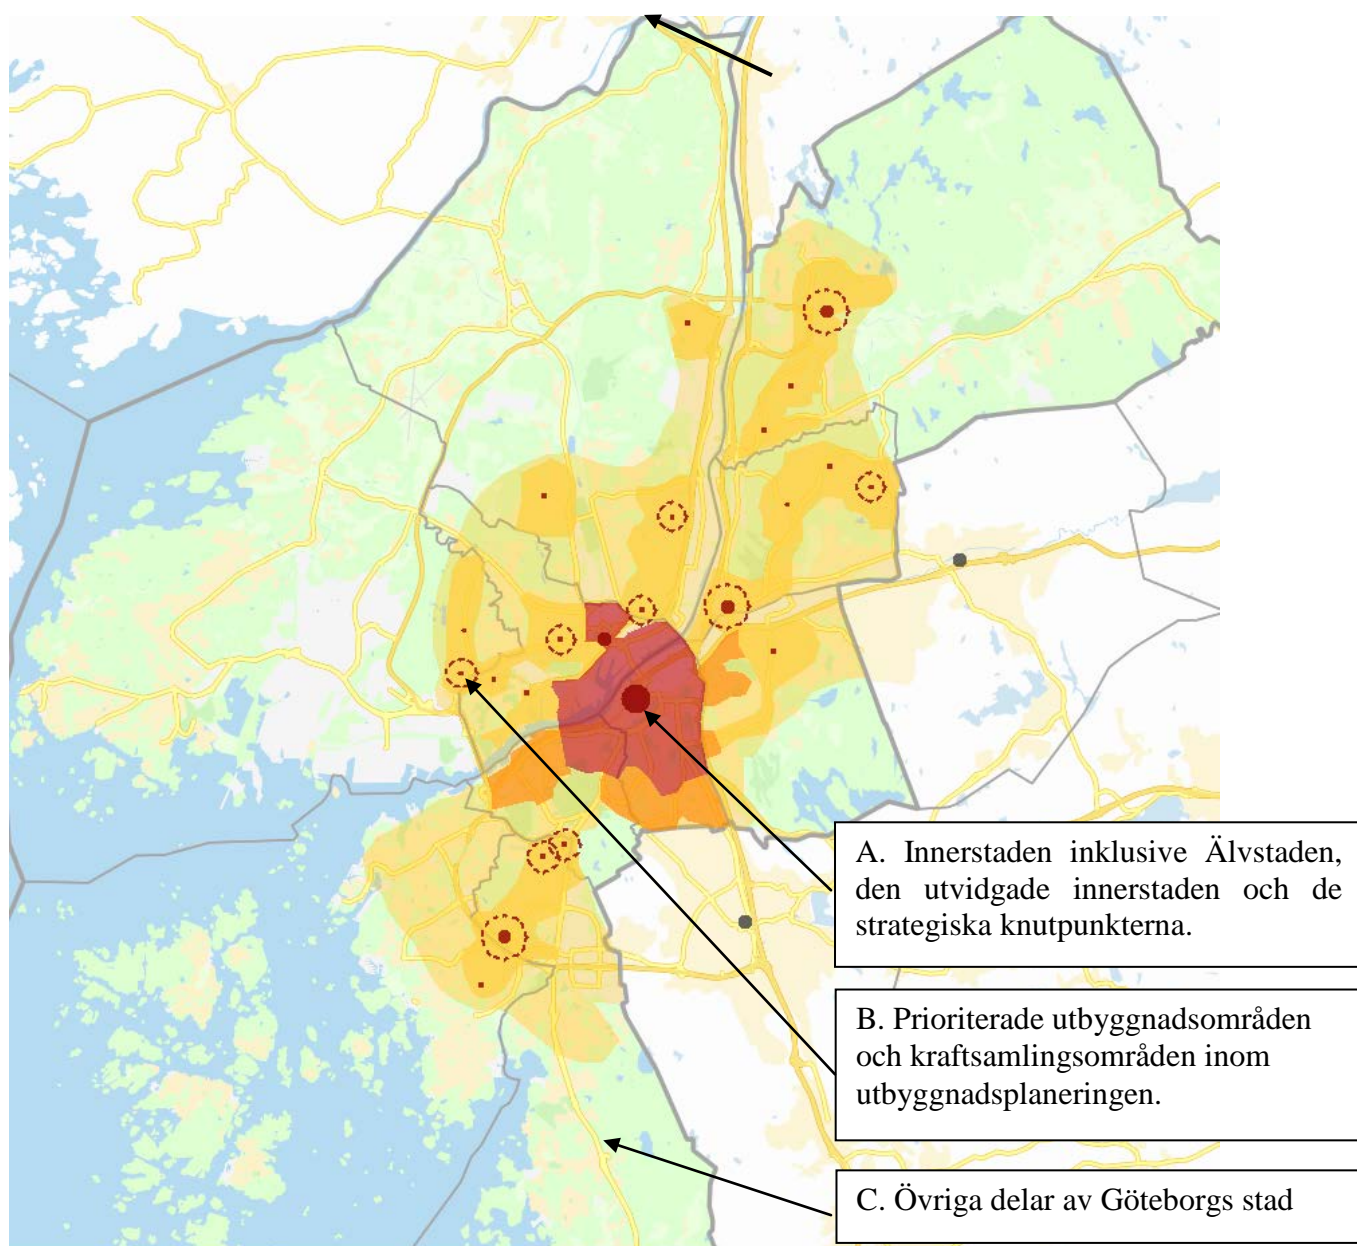 A. Innerstaden inklusive Älvstaden,
den utvidgade innerstaden och de
strategiska knutpunkterna.
B. Prioriterade utbyggnadsområden
och kraftsamlingsområden inom
utbyggnadsplaneringen.
C. Övriga delar av Göteborgs stad